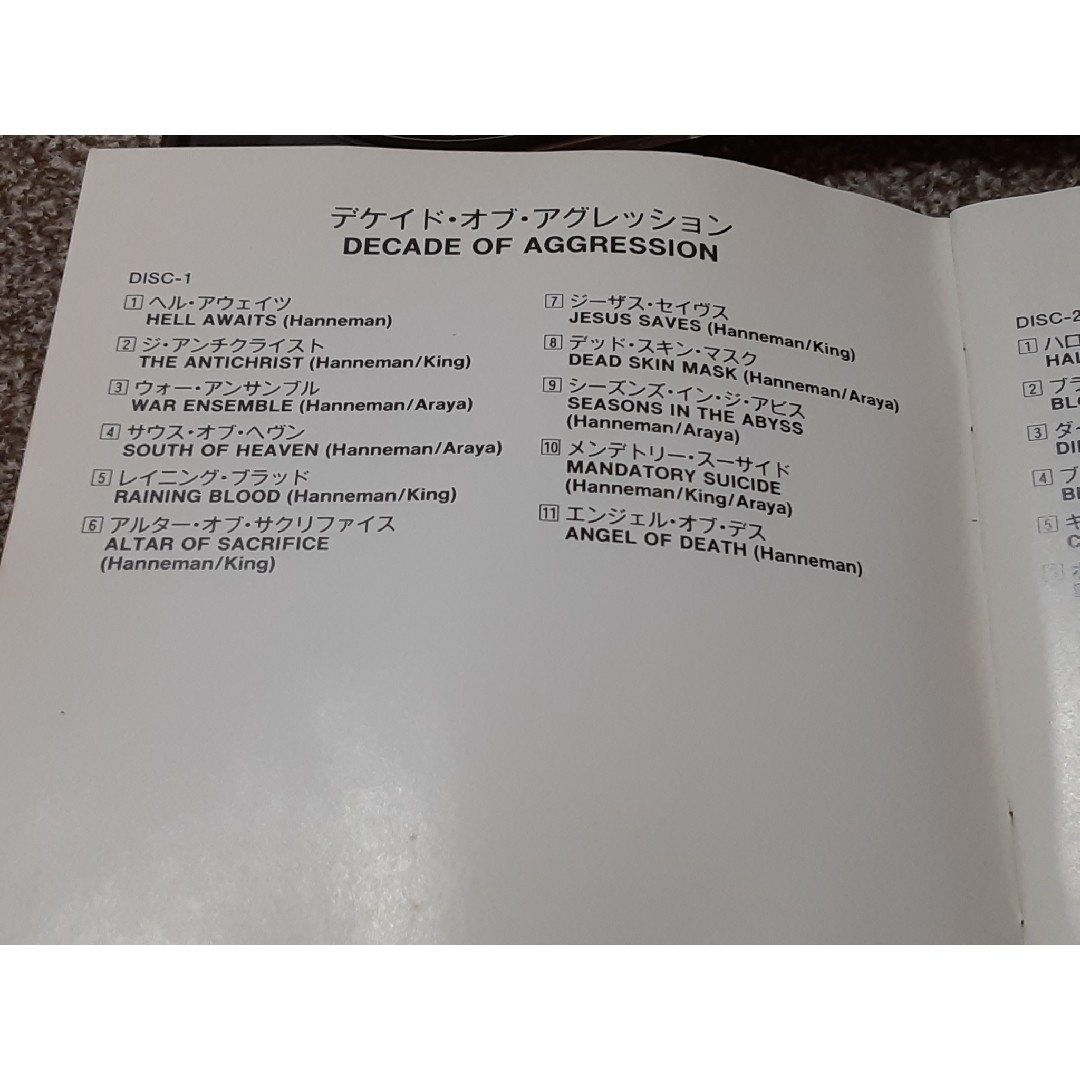 デケイド・オブ・アグレッション
DECADE OF AGGRESSION
DISC-1
1 ヘル・アウェイツ
HELL AWAITS (Hanneman)
2 ジ・アンチクライスト
THE ANTICHRIST (Hanneman/King)
3 ウォー・アンサンブル
WAR ENSEMBLE (Hanneman/Araya)
4 サウス・オブ・ヘヴン
SOUTH OF HEAVEN (Hanneman/Araya)
5 レイニング・ブラッド
RAINING BLOOD (Hanneman/King)
6 アルター・オブ・サクリファイス
ALTAR OF SACRIFICE
(Hanneman/King)
7 ジーザス・セイヴス
JESUS SAVES (Hanneman/King)
8 デッド・スキン・マスク
DEAD SKIN MASK (Hanneman/Araya)
9 シーズンズ・イン・ジ・アビス
SEASONS IN THE ABYSS
(Hanneman/Araya)
10 メンデトリー・スーサイド
MANDATORY SUICIDE
(Hanneman/King/Araya)
11 エンジェル・オブ・デス
ANGEL OF DEATH (Hanneman)
DISC-2
1
2
3
4
5